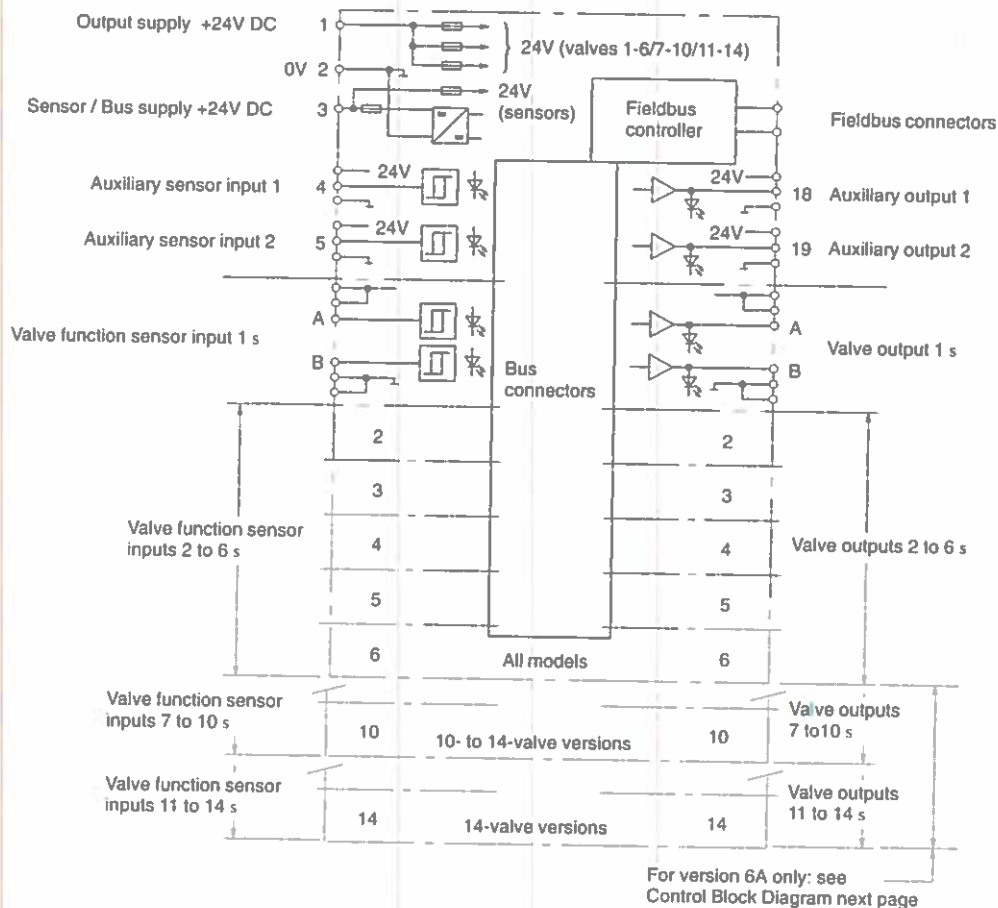 Output supply +24V DC
1
24V (valves 1-6/7-10/11-14)
0V 2
24V
(sensors)
Sensor / Bus supply +24V DC
3
Fieldbus
controller
Fieldbus connectors
24V
Auxiliary sensor input 1
4
24V
18 Auxiliary output 1
24V
Auxiliary sensor input 2
5
24V
19 Auxiliary output 2
Valve function sensor input 1 s
A
B
Bus
connectors
A
B
Valve output 1 s
2
2
3
3
Valve function sensor
inputs 2 to 6 s
4
4
Valve outputs 2 to 6 s
5
5
6
All models
6
Valve function sensor
inputs 7 to 10 s
10
10- to 14-valve versions
10
Valve outputs
7 to10 s
Valve function sensor
inputs 11 to 14 s
14
14-valve versions
14
Valve outputs
11 to 14 s
For version 6A only: see
Control Block Diagram next page